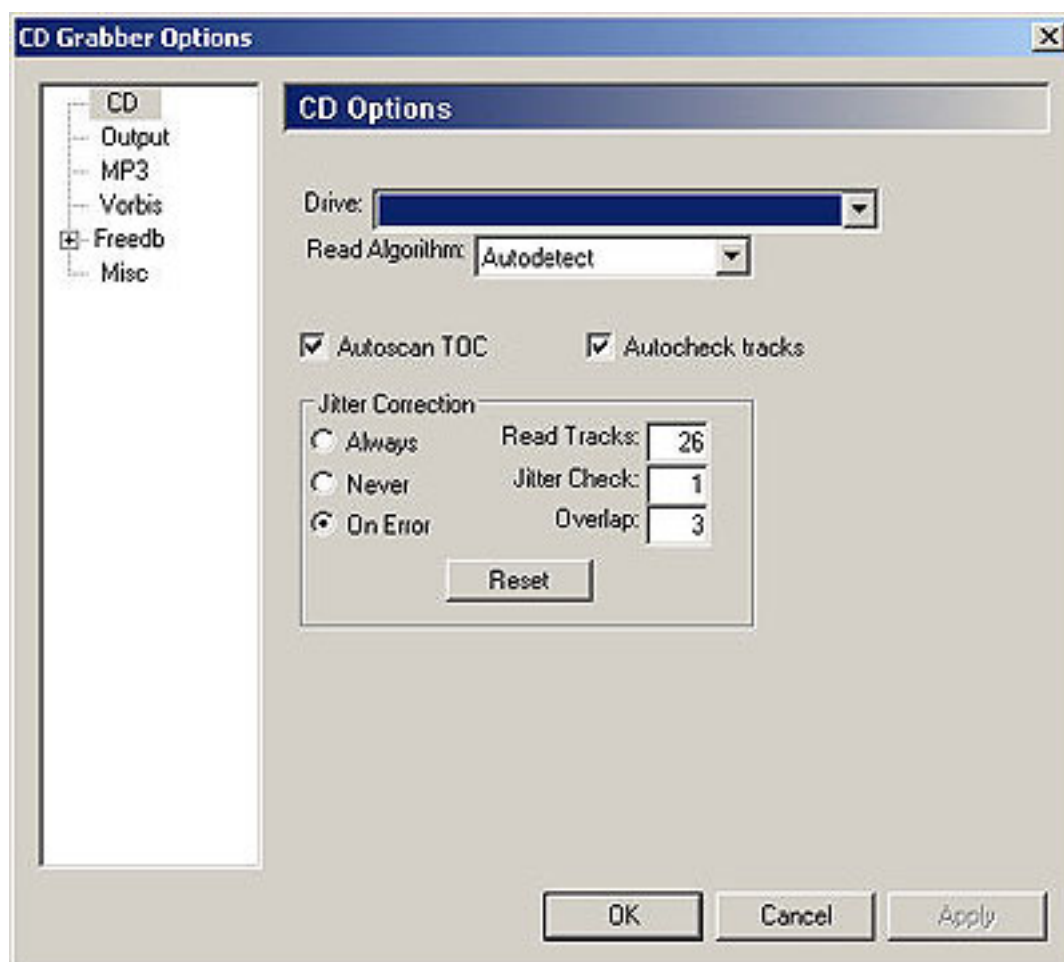 CD Grabber Options
CD
Output
MP3
Vorbis
Freedb
Misc
CD Options
Drive:
Read Algorithm: Autodetect
Autoscan TOC Autocheck tracks
Jitter Correction
Always Read Tracks: 26
Never Jitter Check: 1
On Error Overlap: 3
Reset
OK Cancel Apply